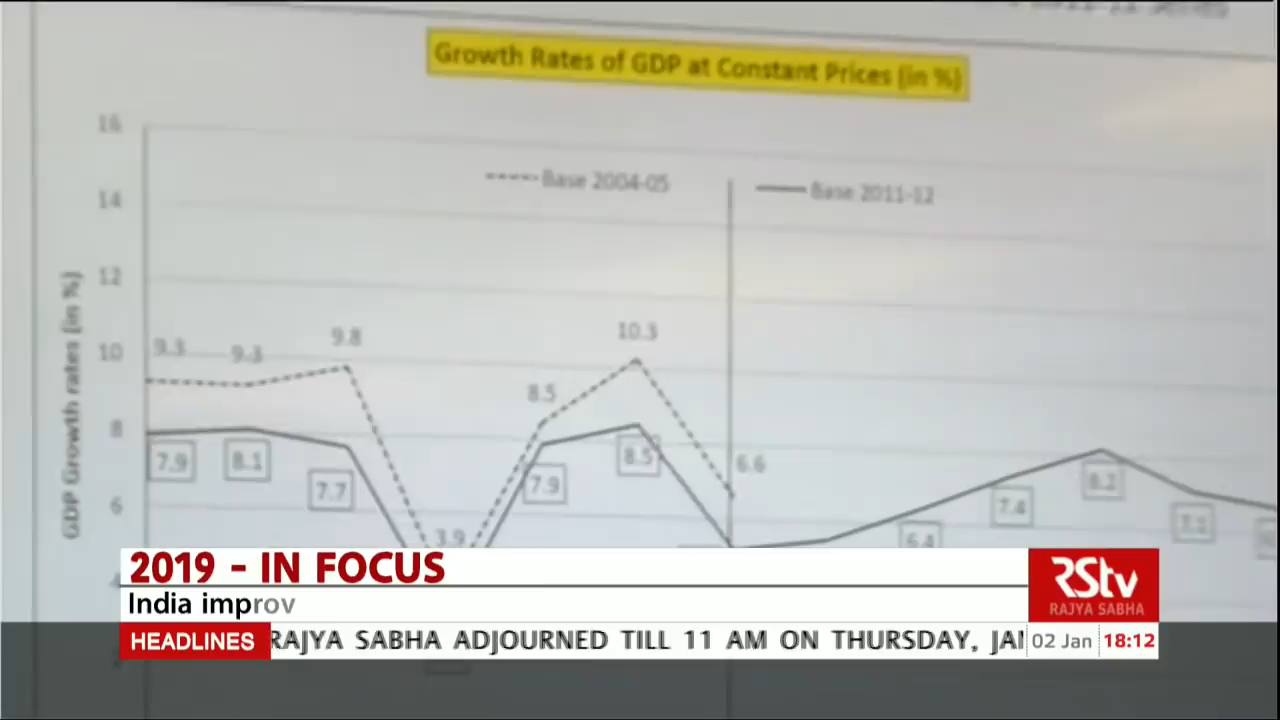 Growth Rates of GDP at Constant Prices (in %)
16
Base 2004-05
Base 2011-12
14
12
10
9.3
9.3
9.8
10.3
8.5
8
7.9
8.1
7.7
7.9
8.5
6.6
6
3.9
6.4
7.4
8.2
7.1
GDP Growth rates (in %)
2019 - IN FOCUS
India improv
RSTV
RAJYA SABHA
HEADLINES
RAJYA SABHA ADJOURNED TILL 11 AM ON THURSDAY, JAN
02 Jan
18:12